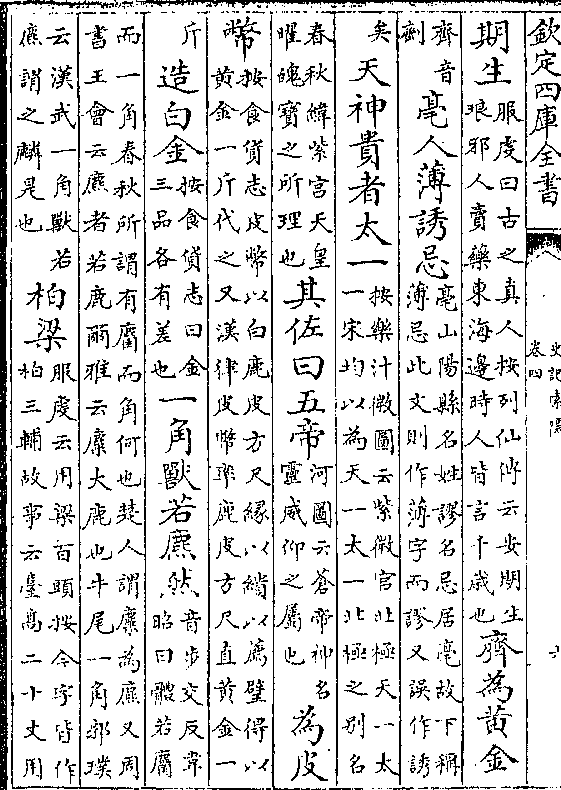 欽定四庫全書
史記索隱
卷四
期生服虔曰古之真人按列仙傳云安期生
琅邪人賣藥東海邊時人皆言千歳也齊為黄金
齊音
劑亳人薄誘忌亳山陽縣名姓謬名忌居亳故下稱
薄忌此文則作薄字而謬又誤作誘
矣天神貴者太一按樂汁微圖云紫微宫北極天一太
一宋均以為天一太一北極之别名
春秋緯紫宫天皇
曜魄寶之所理也其佐曰五帝河圖云蒼帝神名
靈威仰之屬也為皮
幣按食貨志皮幣以白鹿皮方尺縁以繢以薦璧得以
黄金一斤代之又漢律皮幣率鹿皮方尺直黄金一
斤造白金按食貨志曰金
三品各有差也一角獸若麃然音步交反韋
昭曰體若麕
而一角春秋所謂有麕而角何也楚人謂麋為麃又周
書王會云麃者若鹿爾雅云麠大鹿也牛尾一角郭璞
云漢武一角獸若
麃謂之麟是也柏梁服虔云用梁百頭按今字皆作
柏三輔故事云臺髙二十丈用